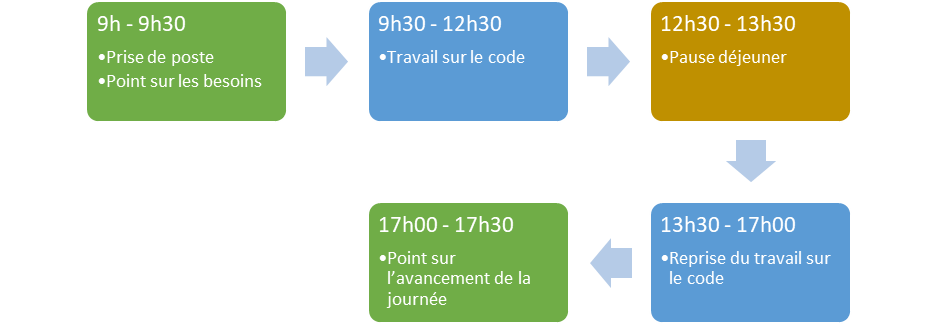 9h - 9h30
•Prise de poste
•Point sur les besoins
9h30 - 12h30
•Travail sur le code
12h30 - 13h30
•Pause déjeuner
13h30 - 17h00
•Reprise du travail sur
le code
17h00 - 17h30
•Point sur
l’avancement de la
journée